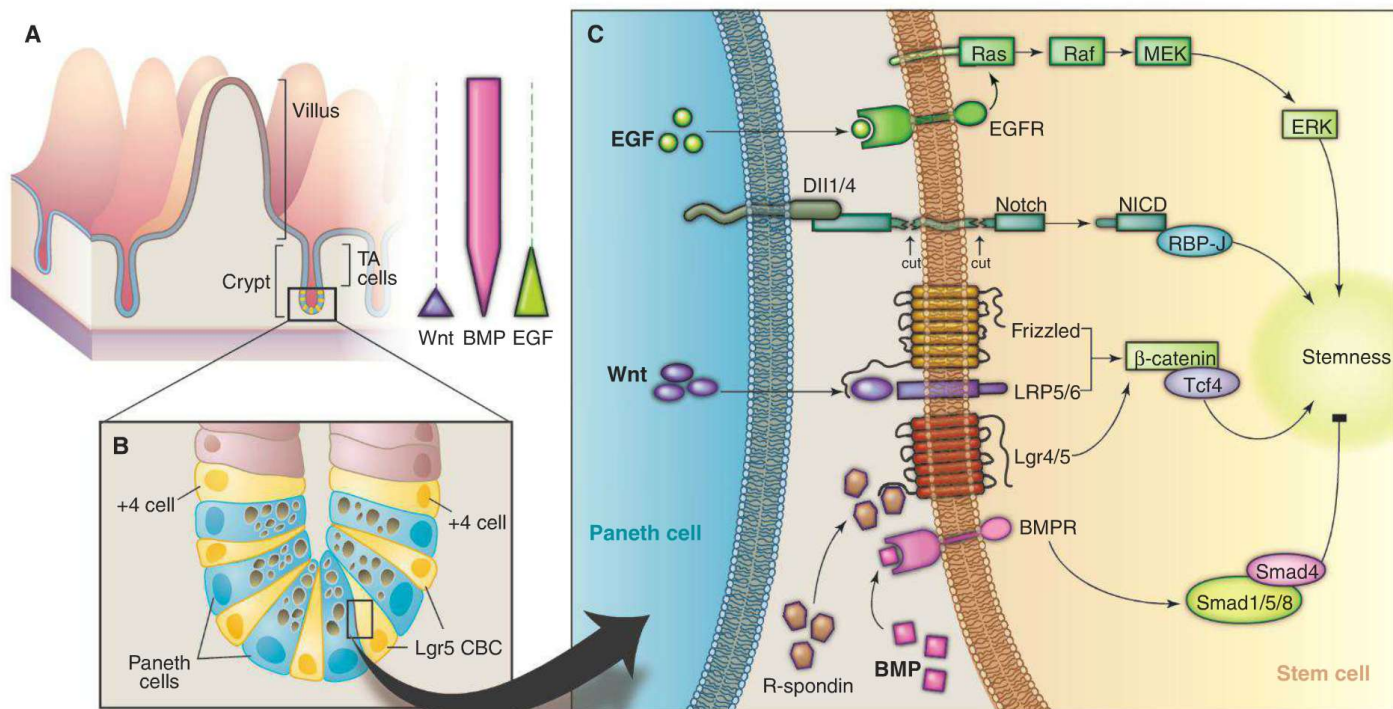 A
Villus
Crypt
TA
cells
Wnt
BMP
EGF
B
+4 cell
+4 cell
Paneth
cells
Lgr5 CBC
C
Ras
Raf
MEK
EGF
EGFR
ERK
Dll1/4
Notch
NICD
RBP-J
cut
cut
Frizzled
Stemness
β-catenin
Tcf4
Wnt
LRP5/6
Lgr4/5
Paneth cell
BMPR
Smad4
Smad1/5/8
R-spondin
BMP
Stem cell